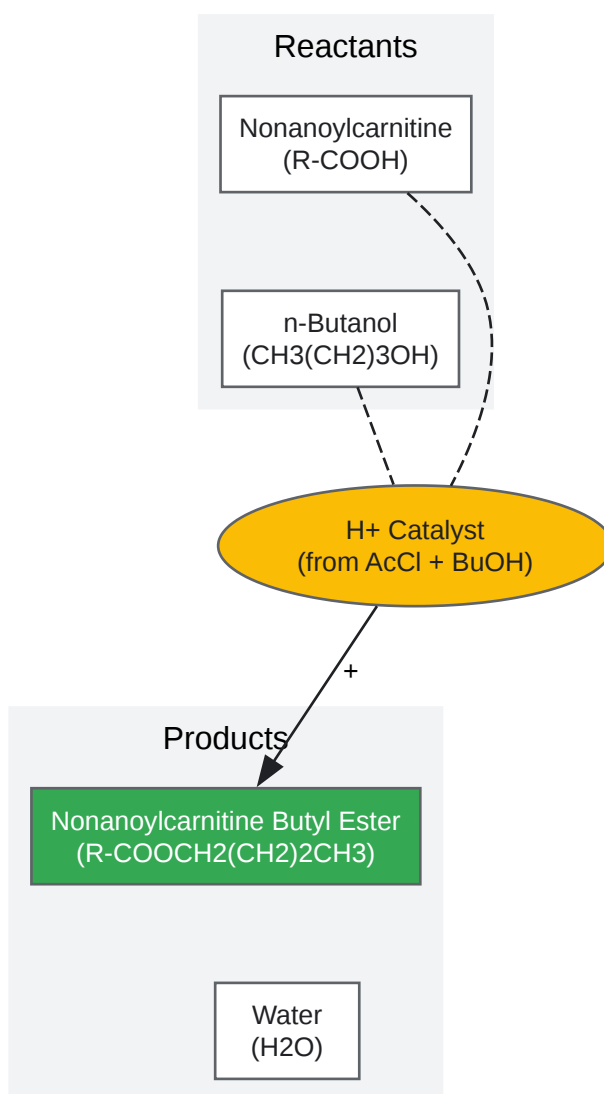 Reactants
Nonanoylcarnitine
(R-COOH)
n-Butanol
(CH3(CH2)3OH)
H+ Catalyst
(from AcCl + BuOH)
+
Products
Nonanoylcarnitine Butyl Ester
(R-COOCH2(CH2)2CH3)
Water
(H2O)